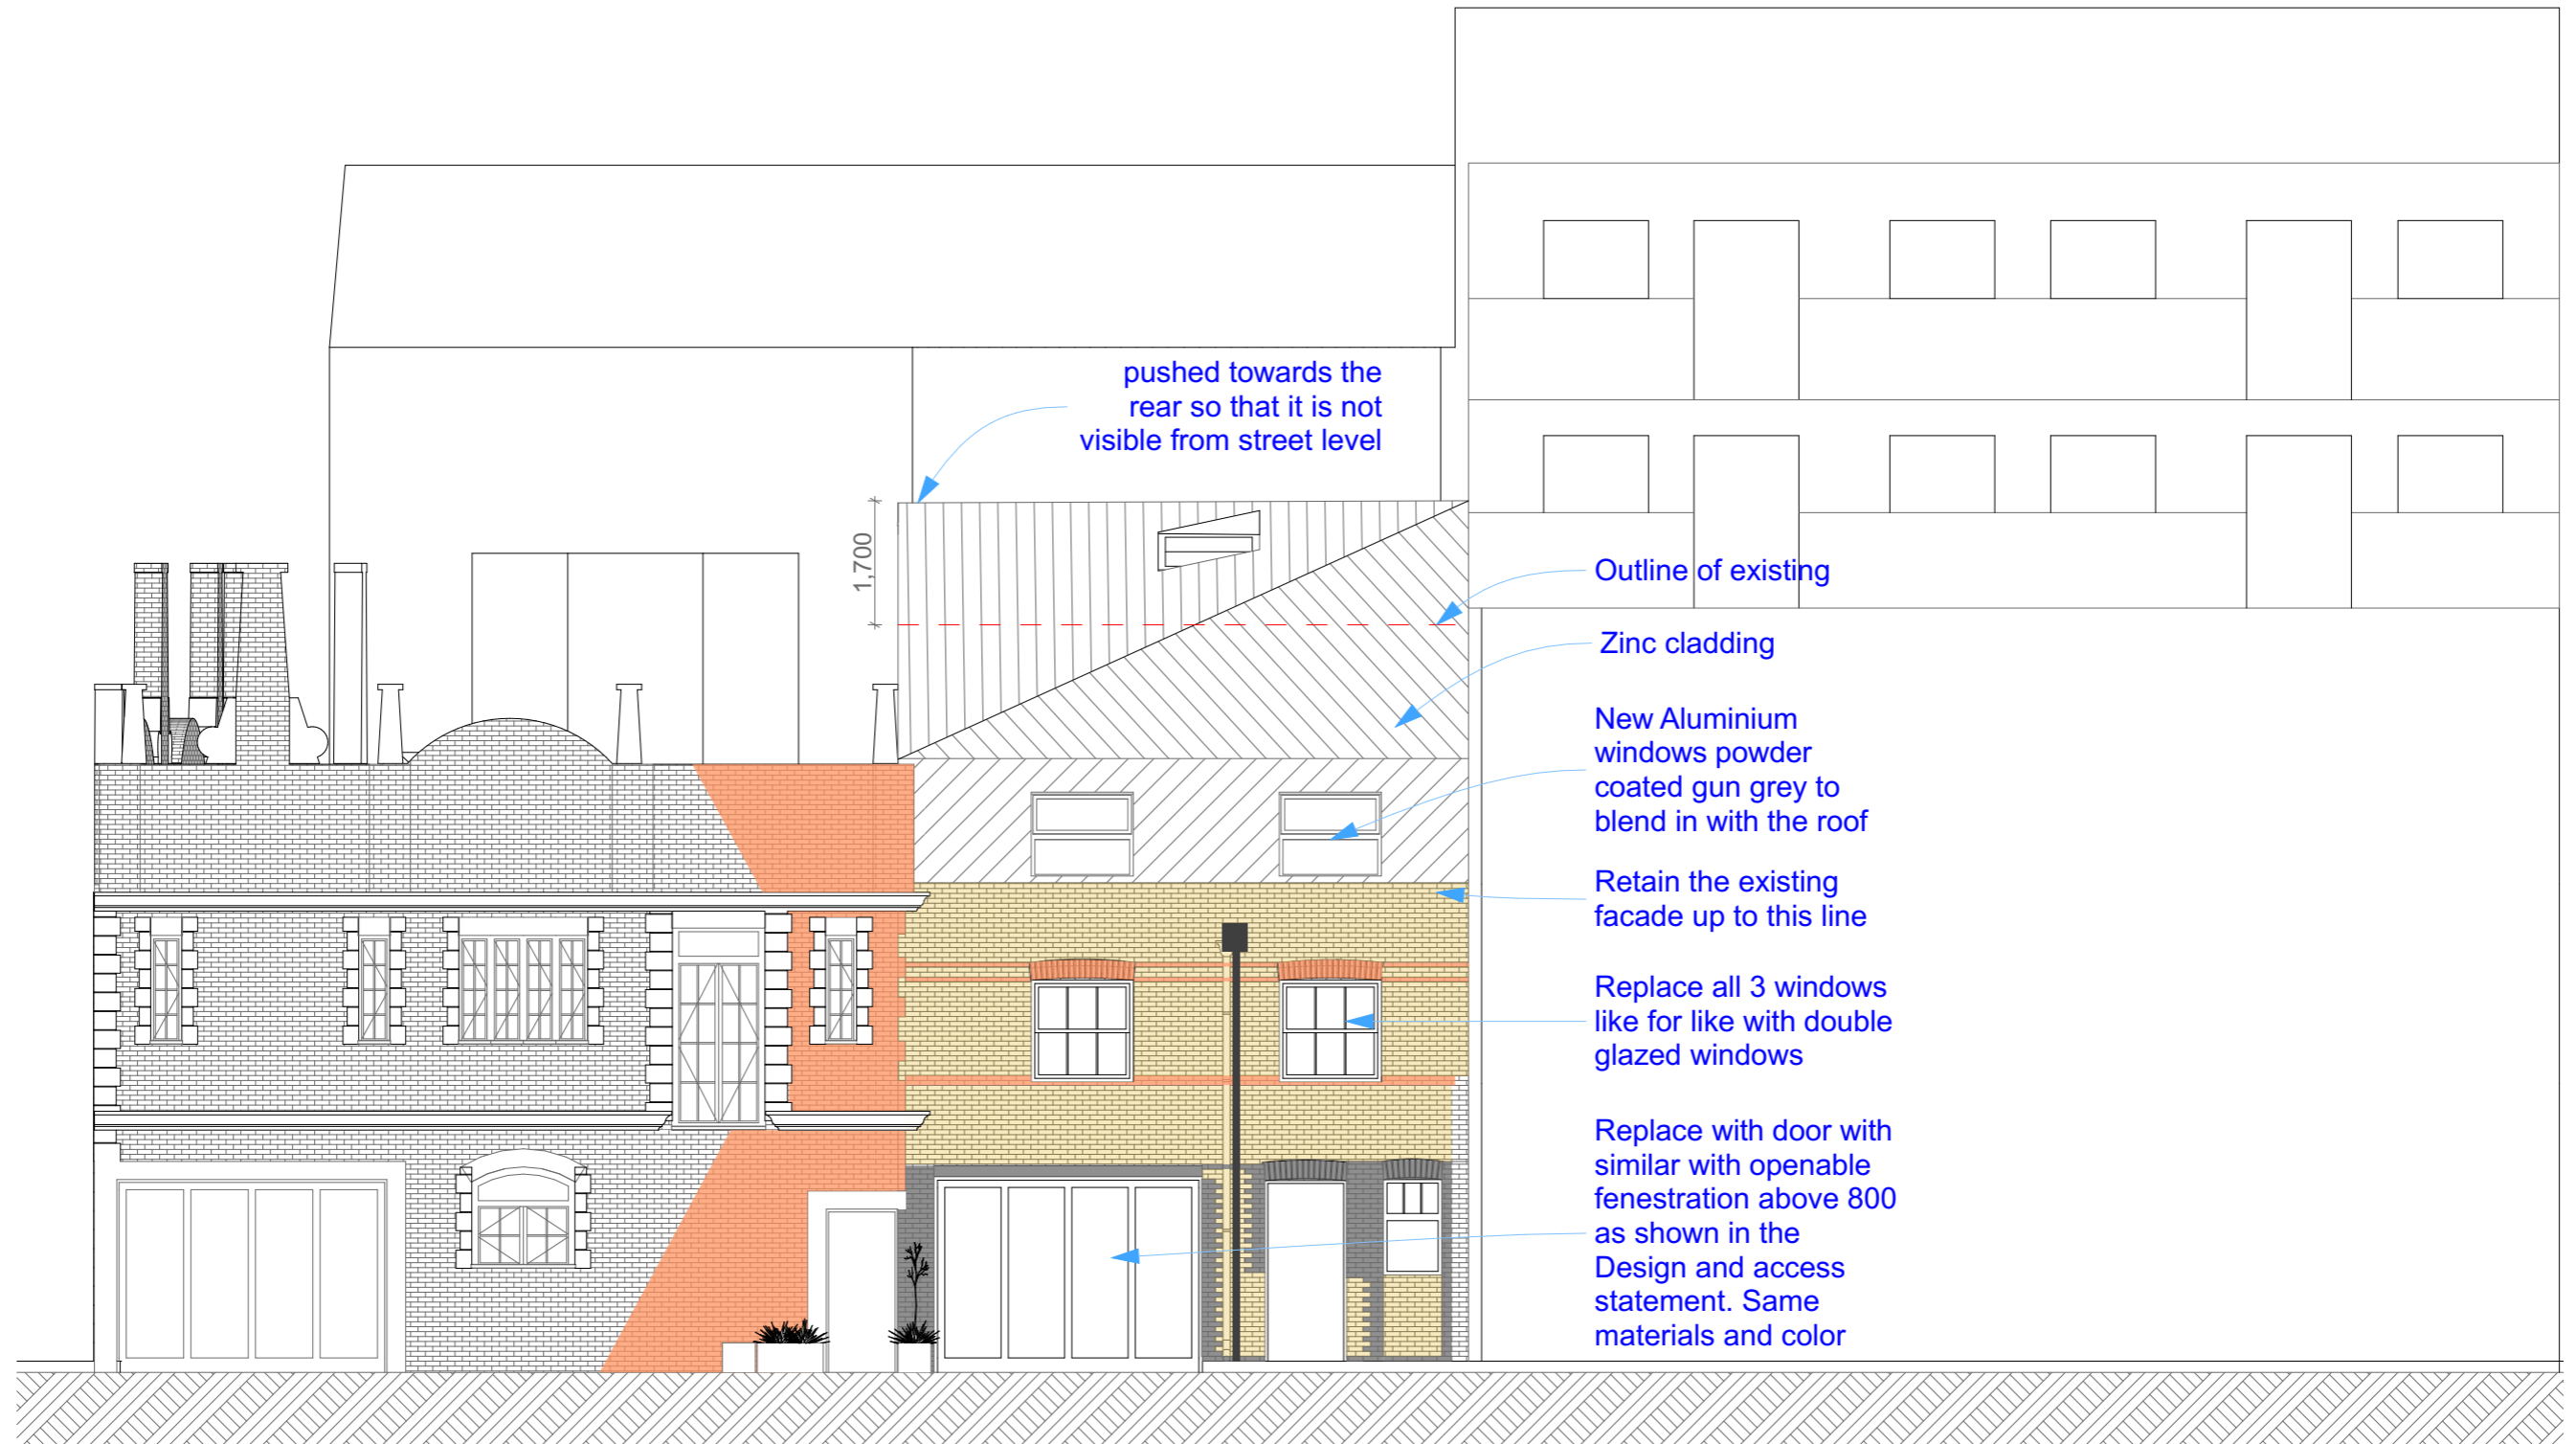 pushed towards the
rear so that it is not
visible from street level
1,700
Outline of existing
Zinc cladding
New Aluminium
windows powder
coated gun grey to
blend in with the roof
Retain the existing
facade up to this line
Replace all 3 windows
like for like with double
glazed windows
Replace with door with
similar with openable
fenestration above 800
as shown in the
Design and access
statement. Same
materials and color